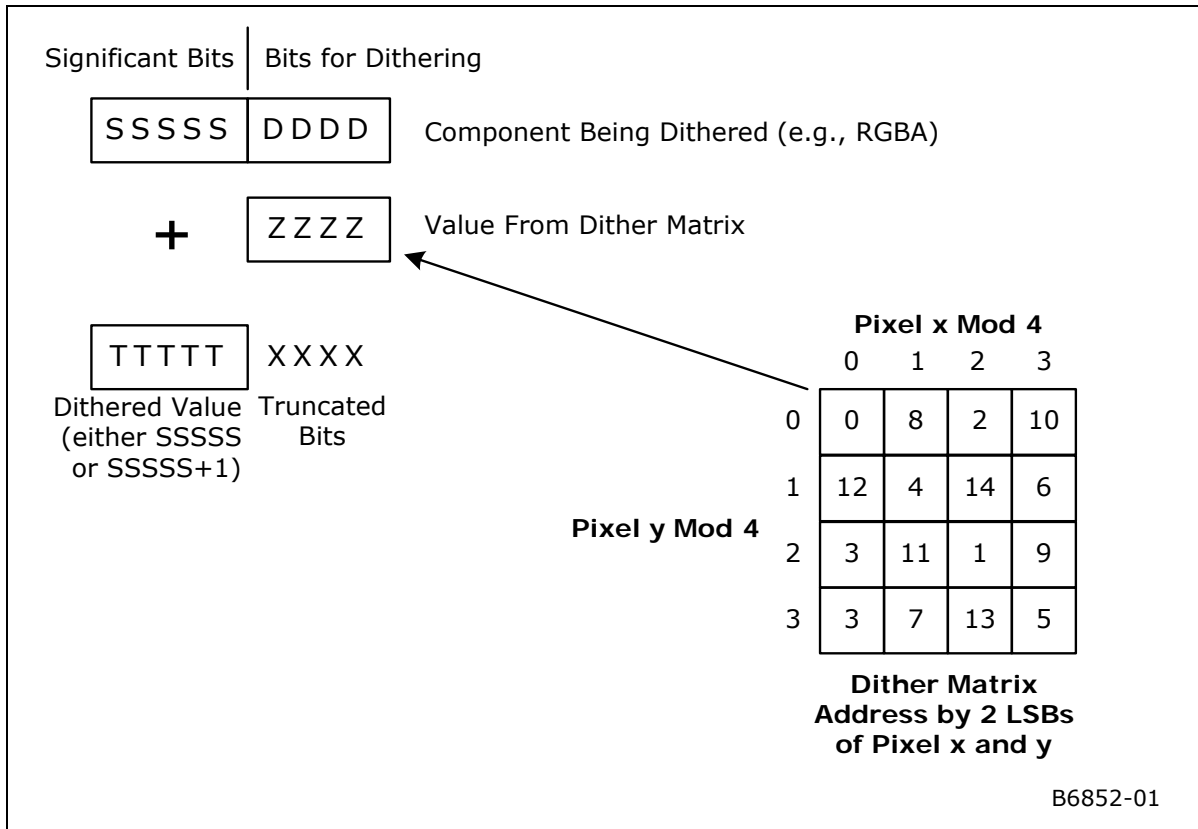 Significant Bits Bits for Dithering
SSSSS DDDD Component Being Dithered (e.g., RGBA)
+ ZZZZ Value From Dither Matrix
TTTTT XXXX
Dithered Value
(either SSSSS
or SSSSS+1)
Truncated
Bits
Pixel x Mod 4
0 1 2 3
0 0 8 2 10
1 12 4 14 6
Pixel y Mod 4
2 3 11 1 9
3 3 7 13 5
Dither Matrix
Address by 2 LSBs
of Pixel x and y
B6852-01